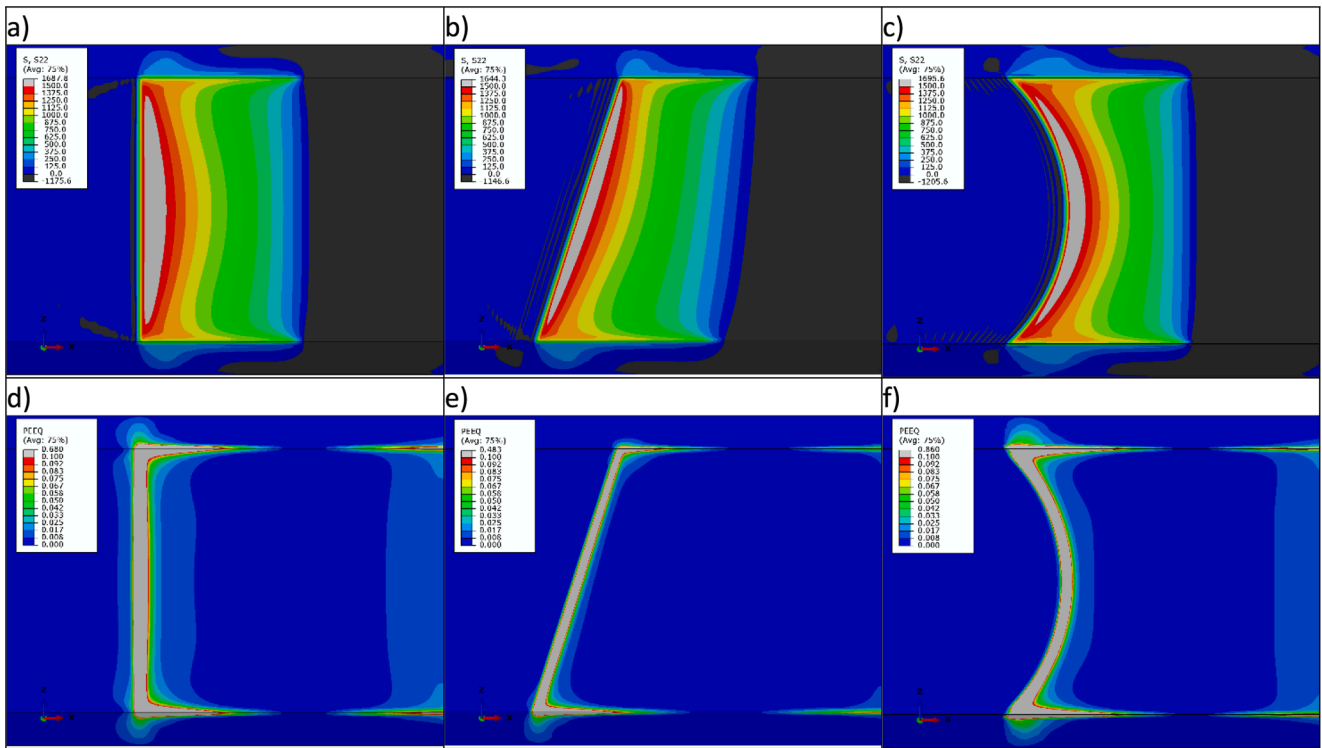 a)
S, S22
(Avg: 75%)
1687.8
1500.0
1375.0
1250.0
1125.0
1000.0
875.0
750.0
625.0
500.0
375.0
250.0
125.0
0.0
-1175.6
Z
X
b)
S, S22
(Avg: 75%)
1644.3
1500.0
1375.0
1250.0
1125.0
1000.0
875.0
750.0
625.0
500.0
375.0
250.0
125.0
0.0
-1146.6
Z
X
c)
S, S22
(Avg: 75%)
1695.6
1500.0
1375.0
1250.0
1125.0
1000.0
875.0
750.0
625.0
500.0
375.0
250.0
125.0
0.0
-1205.6
Z
X
d)
PEEQ
(Avg: 75%)
0.680
0.100
0.092
0.083
0.075
0.067
0.058
0.050
0.042
0.033
0.025
0.017
0.008
0.000
Z
X
e)
PEEQ
(Avg: 75%)
0.483
0.100
0.092
0.083
0.075
0.067
0.058
0.050
0.042
0.033
0.025
0.017
0.008
0.000
Z
X
f)
PEEQ
(Avg: 75%)
0.860
0.100
0.092
0.083
0.075
0.067
0.058
0.050
0.042
0.033
0.025
0.017
0.008
0.000
Z
X